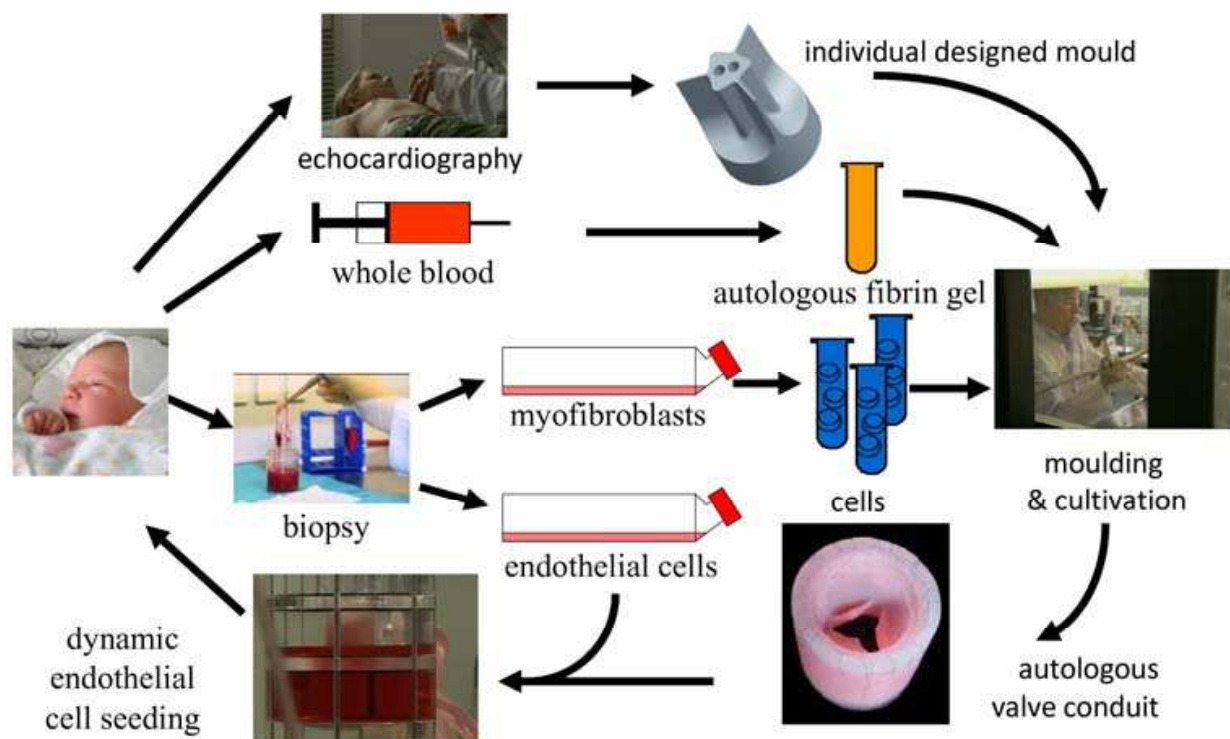 individual designed mould
echocardiography
whole blood
autologous fibrin gel
myofibroblasts
biopsy
cells
moulding
& cultivation
endothelial cells
dynamic
endothelial
cell seeding
autologous
valve conduit